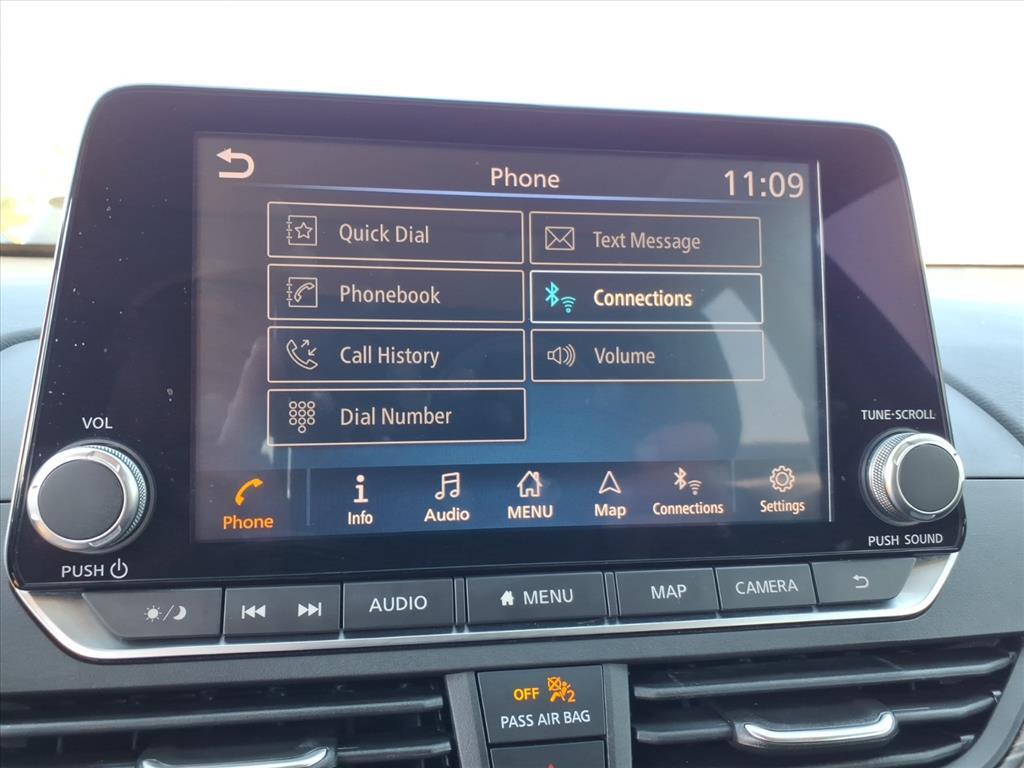 Phone
11:09
Quick Dial
Text Message
Phonebook
Connections
Call History
Volume
Dial Number
VOL
TUNE-SCROLL
Phone
Info
Audio
MENU
Map
Connections
Settings
PUSH
PUSH SOUND
AUDIO
MENU
MAP
CAMERA
OFF 2
PASS AIR BAG